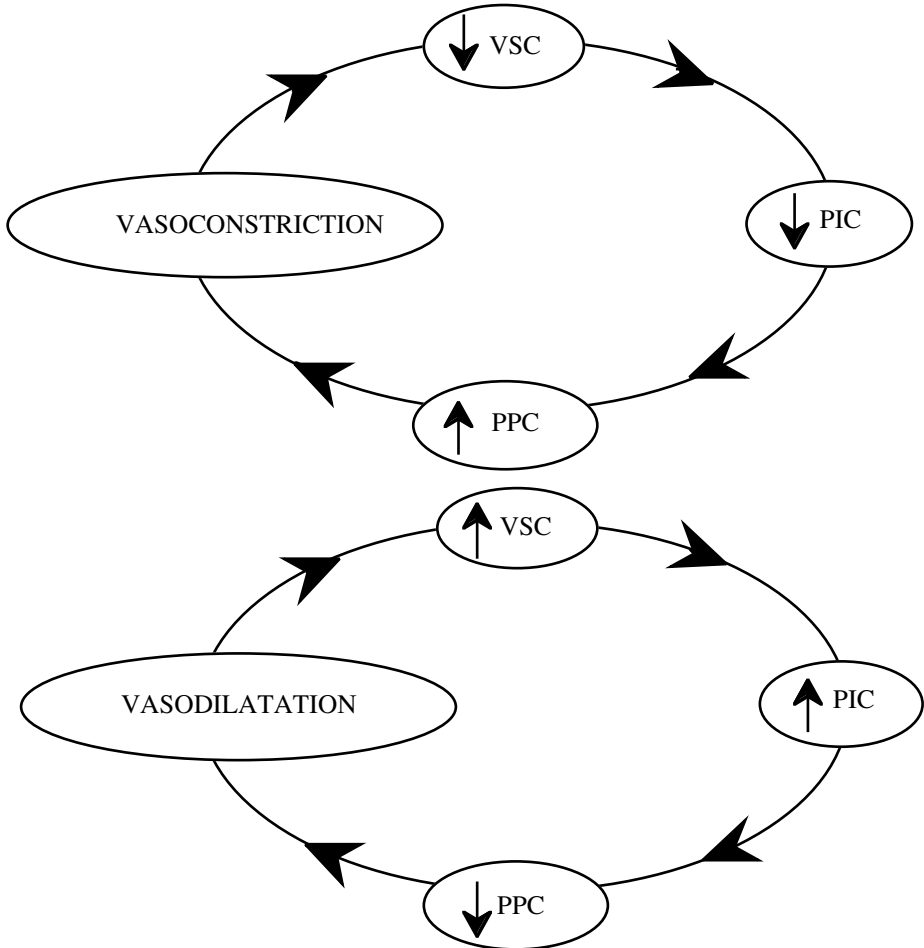 VSC
VASOCONSTRICTION
PIC
PPC
VSC
VASODILATATION
PIC
PPC